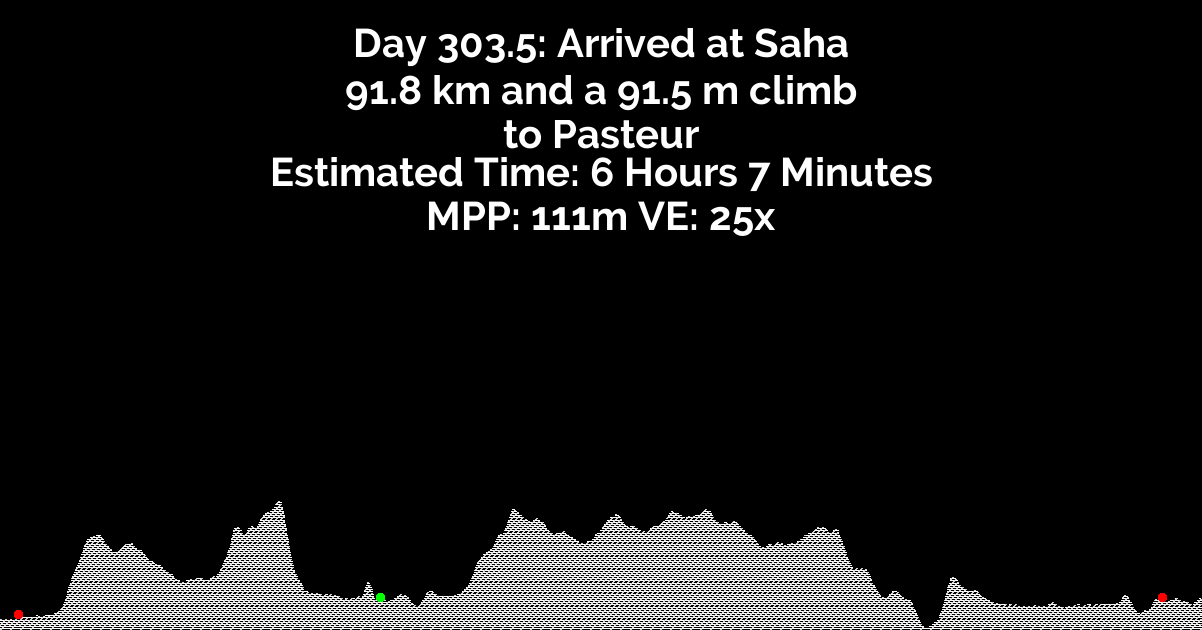 Day 303.5: Arrived at Saha
91.8 km and a 91.5 m climb
to Pasteur
Estimated Time: 6 Hours 7 Minutes
MPP: 111m VE: 25x